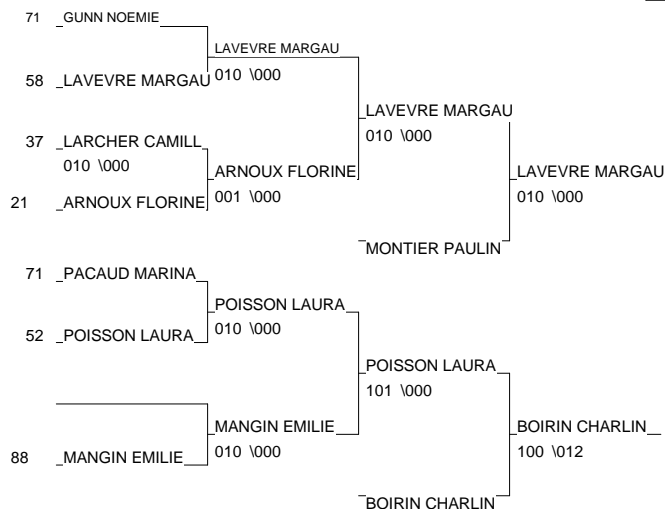 71 GUNN NOEMIE
LAVEVRE MARGAU
58 LAVEVRE MARGAU 010 \000
LAVEVRE MARGAU
37 LARCHER CAMILL 010 \000
010 \000
ARNOUX FLORINE LAVEVRE MARGAU
21 ARNOUX FLORINE 001 \000 010 \000
MONTIER PAULIN
71 PACAUD MARINA
POISSON LAURA
52 POISSON LAURA 010 \000
POISSON LAURA
101 \000
MANGIN EMILIE BOIRIN CHARLIN
88 MANGIN EMILIE 010 \000 100 \012
BOIRIN CHARLIN